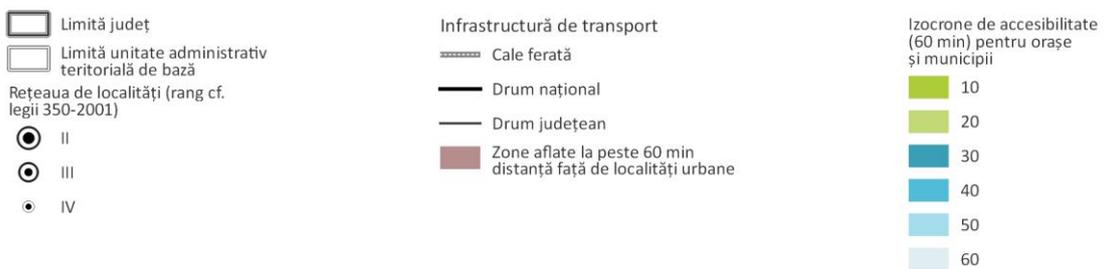 Limită județ
Limită unitate administrativ
teritorială de bază
Rețeaua de localități (rang cf.
legii 350-2001)
II
III
IV
Infrastructură de transport
Cale ferată
Drum național
Drum județean
Zone aflate la peste 60 min
distanță față de localități urbane
Izocrone de accesibilitate
(60 min) pentru orașe
și municipii
10
20
30
40
50
60